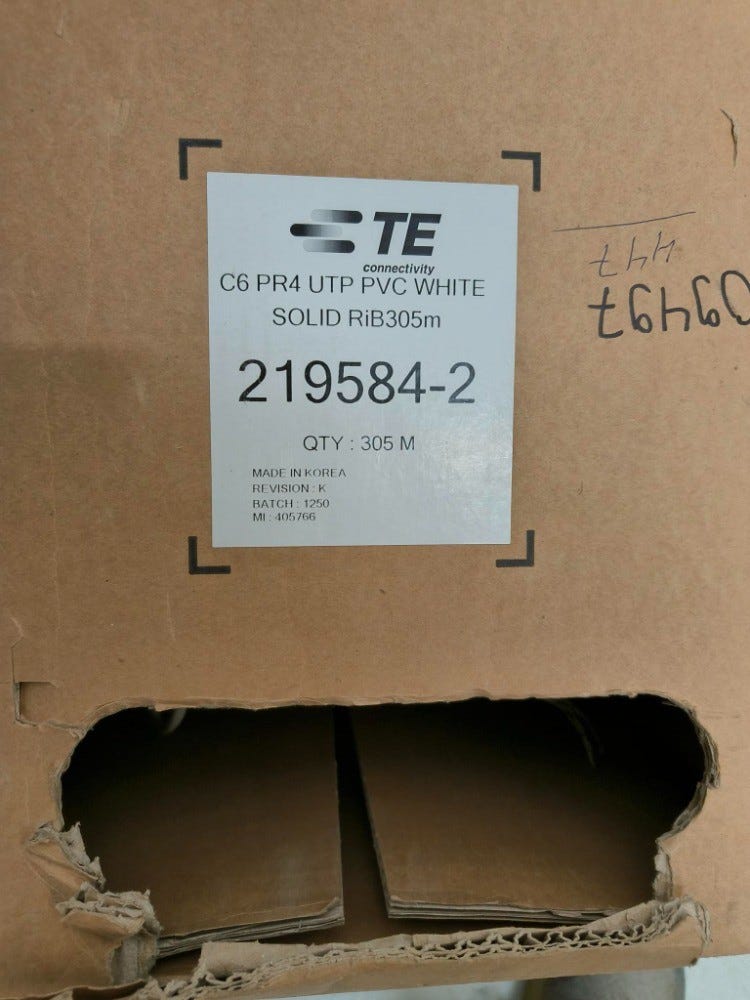 TE
connectivity
C6 PR4 UTP PVC WHITE
SOLID RiB305m
219584-2
QTY : 305 M
MADE IN KOREA
REVISION : K
BATCH : 1250
MI : 405766